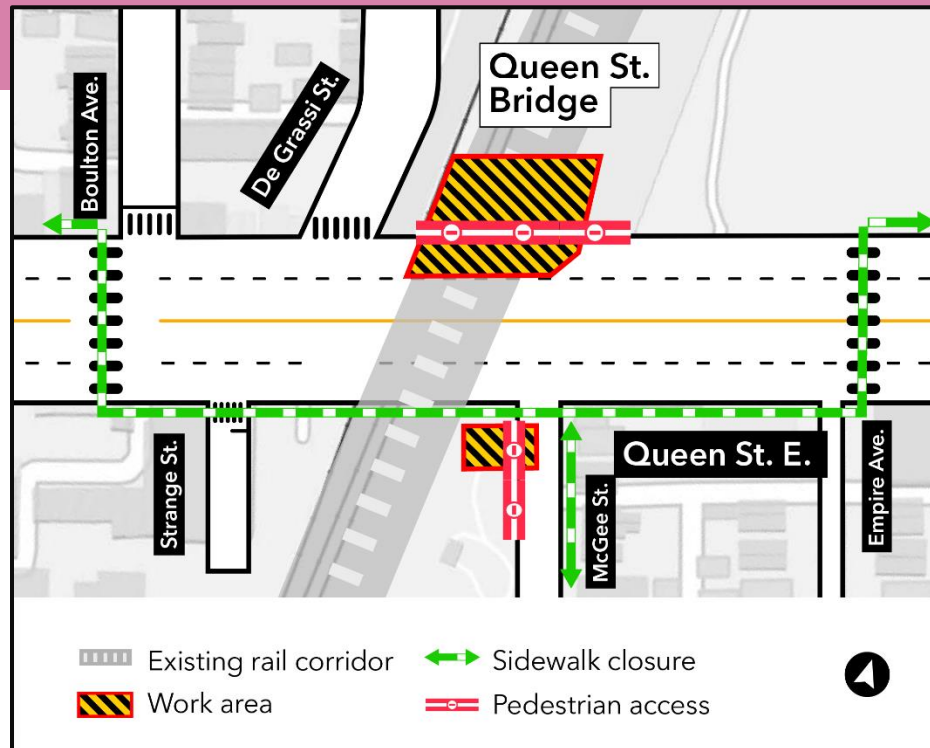 Queen St.
Bridge
Boulton Ave.
De Grassi St.
Strange St.
Queen St. E.
McGee St.
Empire Ave.
Existing rail corridor
Sidewalk closure
Work area
Pedestrian access